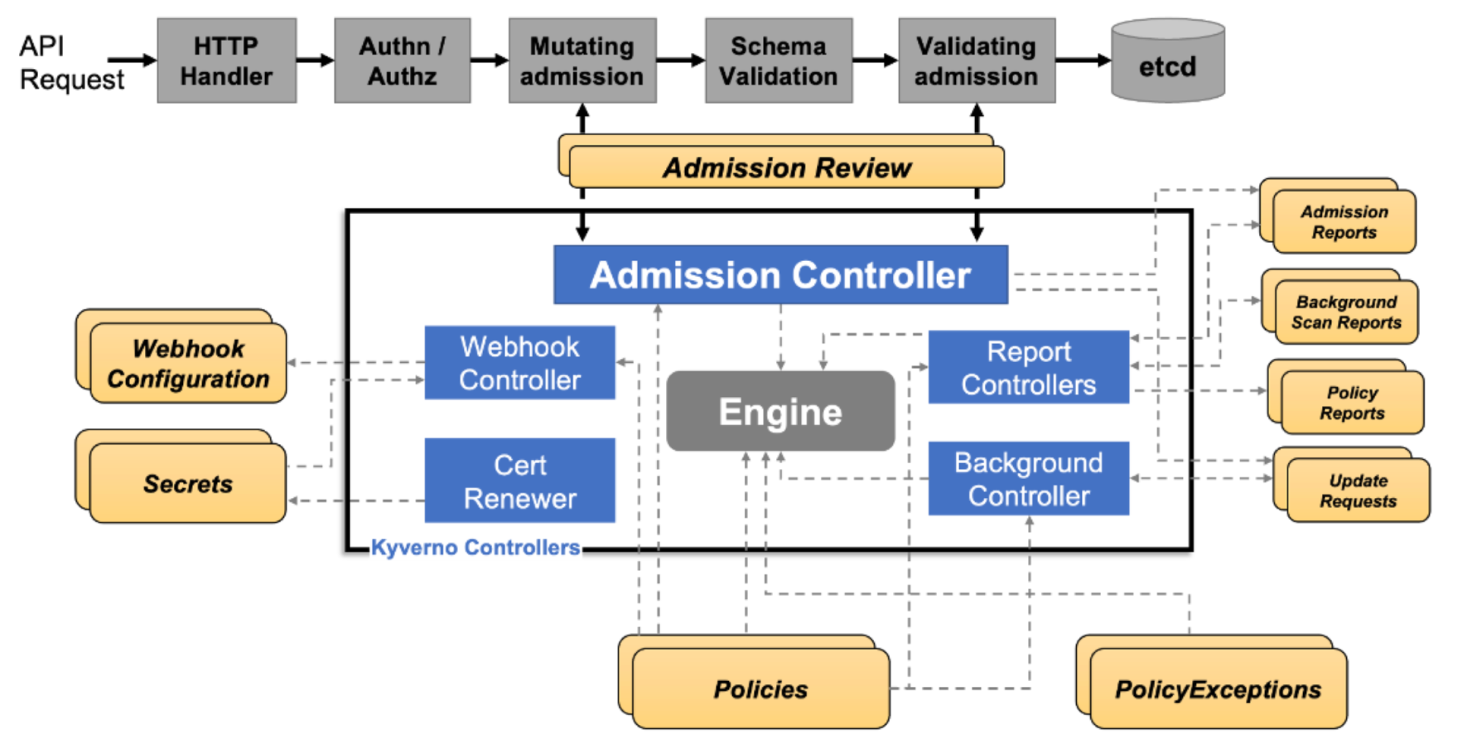 API
Request
HTTP
Handler
Authn /
Authz
Mutating
admission
Schema
Validation
Validating
admission
etcd
Admission Review
Admission Controller
Admission
Reports
Background
Scan Reports
Webhook
Configuration
Webhook
Controller
Report
Controllers
Engine
Policy
Reports
Secrets
Cert
Renewer
Background
Controller
Update
Requests
Kyverno Controllers
Policies
PolicyExceptions